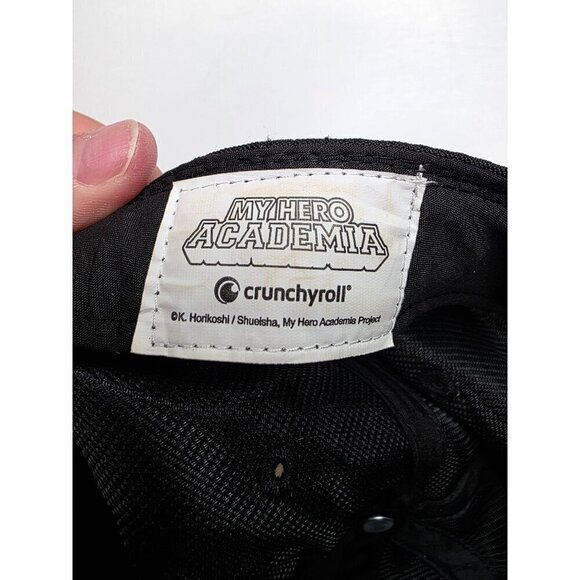 MY HERO
ACADEMIA
crunchyroll®
©K. Horikoshi / Shueisha, My Hero Academia Project